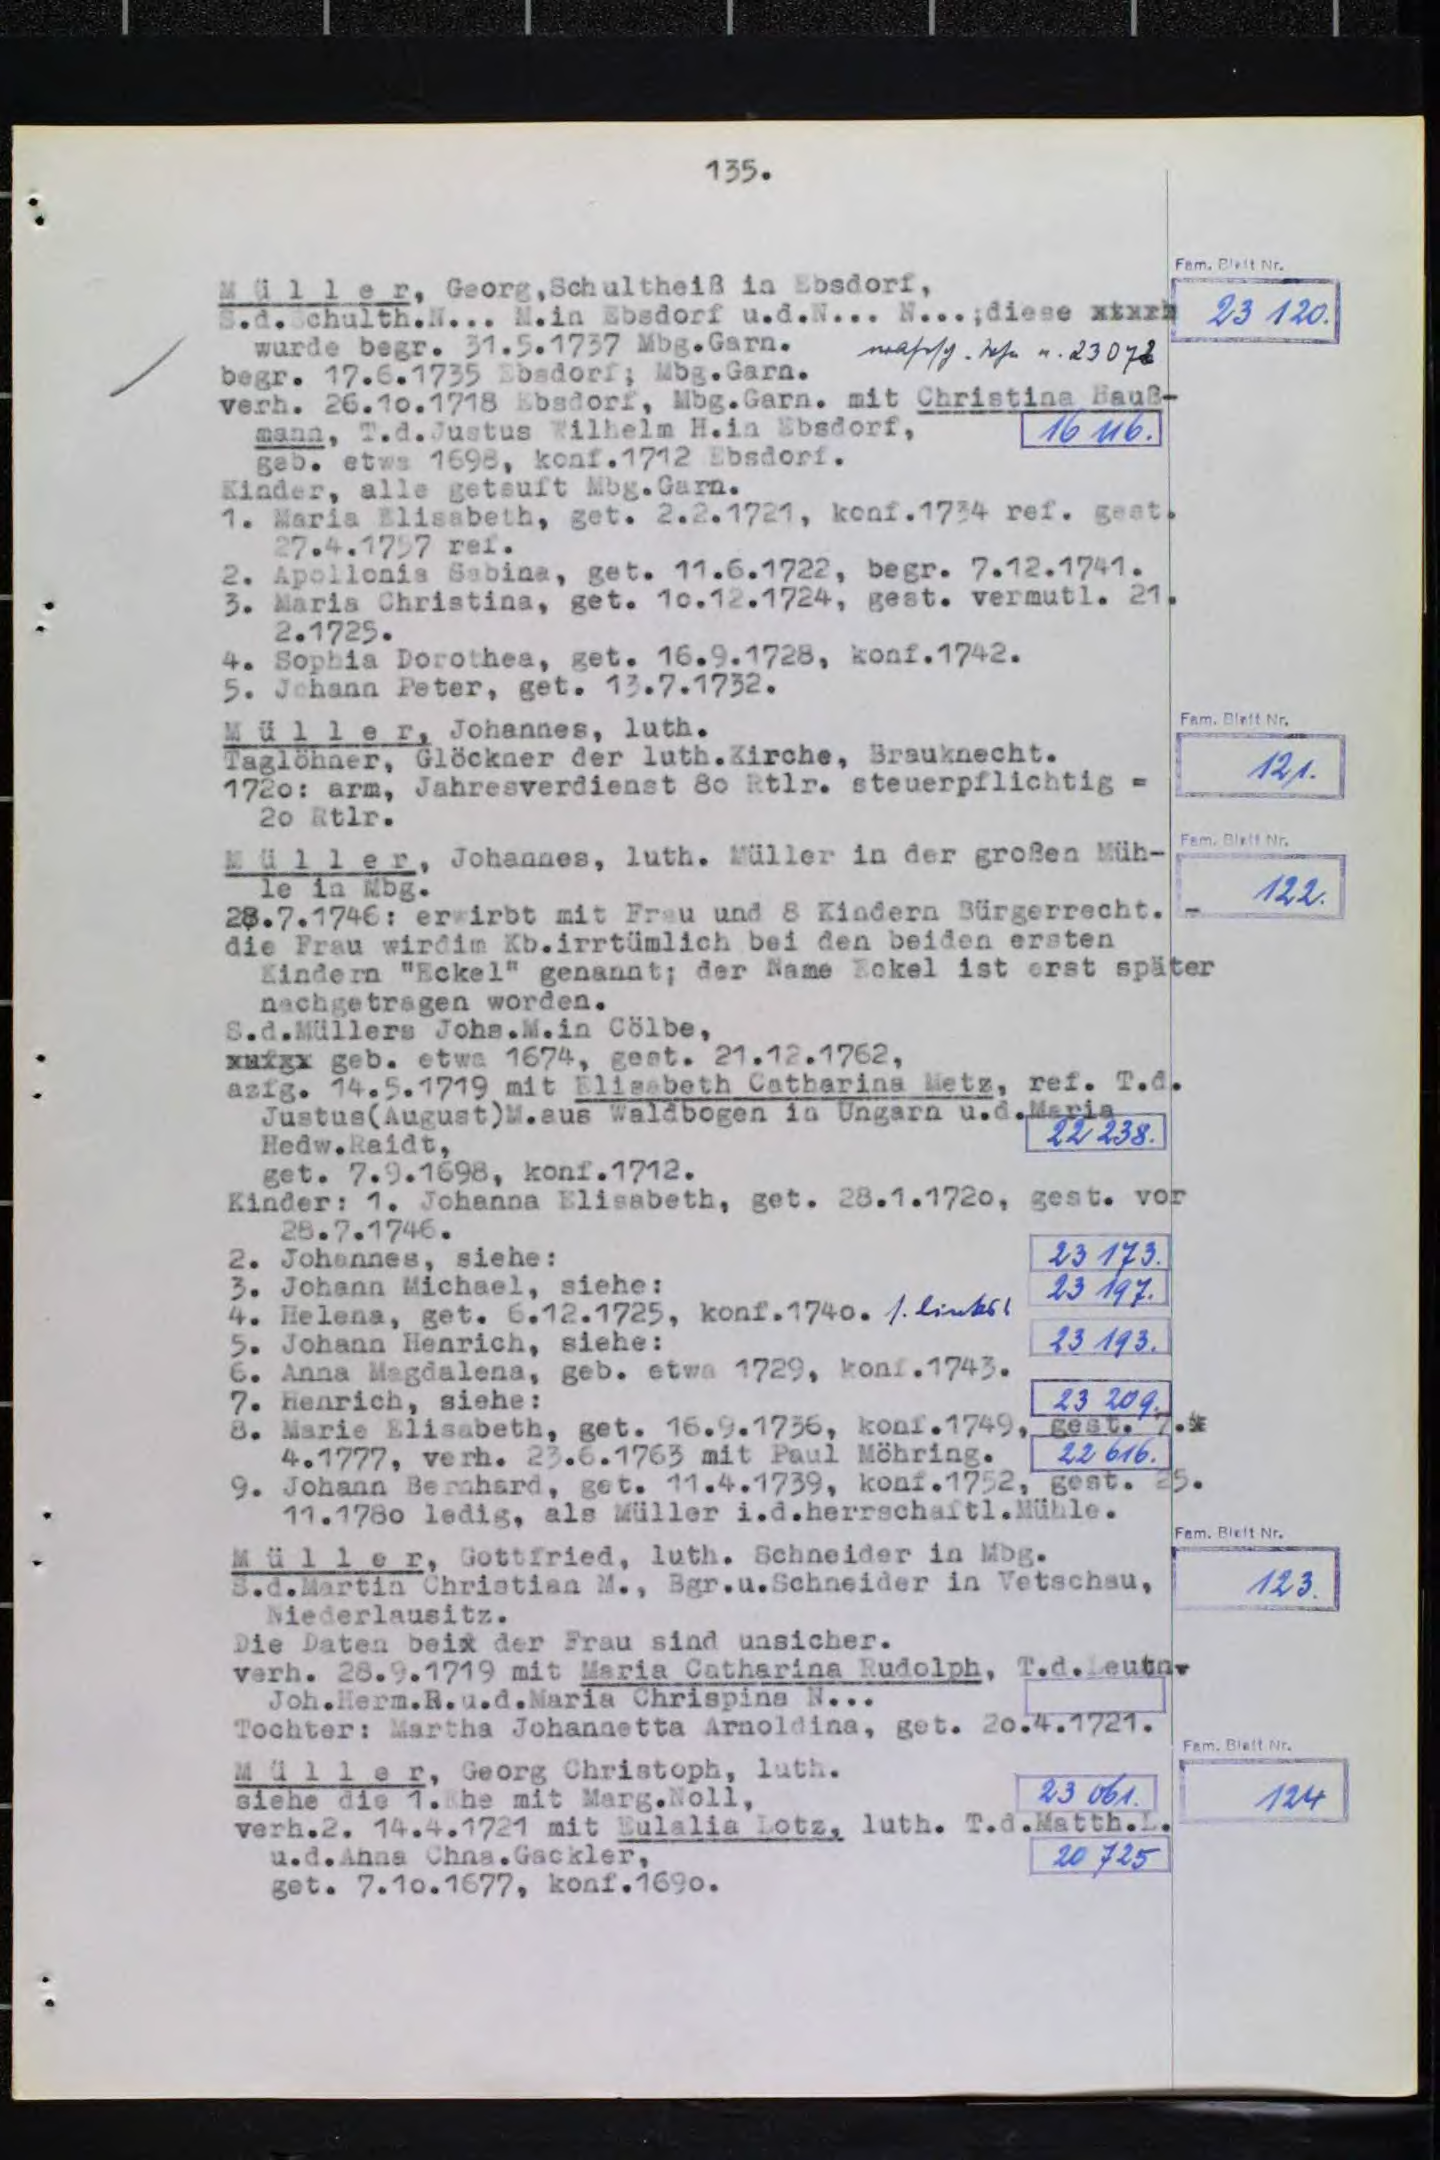 135.
Fam. Blatt Nr.
M ü l l e r, Georg,Schultheiß in Ebsdorf,
23 120.
S.d.Schulth.N... M.in Ebsdorf u.d.N... N...;diese
wurde begr. 31.5.1737 Mbg.Garn. u. 23072
begr. 17.6.1735 Ebsdorf; Mbg.Garn.
verh. 26.1o.1718 Ebsdorf, Mbg.Garn. mit Christina Hauß-
mann, T.d.Justus Wilhelm H.in Ebsdorf, 16 116.
geb. etwa 1698, konf.1712 Ebsdorf.
Kinder, alle getauft Mbg.Garn.
1. Maria Elisabeth, get. 2.2.1721, konf.1734 ref. gest.
27.4.1757 ref.
2. Apollonia Sabina, get. 11.6.1722, begr. 7.12.1741.
3. Maria Christina, get. 1o.12.1724, gest. vermutl. 21.
2.1725.
4. Sophia Dorothea, get. 16.9.1728, konf.1742.
5. Johann Peter, get. 13.7.1732.
Fam. Blatt Nr.
M ü l l e r, Johannes, luth.
121.
Taglöhner, Glöckner der luth.Kirche, Brauknecht.
172o: arm, Jahresverdienst 8o Rtlr. steuerpflichtig =
2o Rtlr.
Fam. Blatt Nr.
M ü l l e r, Johannes, luth. Müller in der großen Müh-
le in Mbg.
122.
28.7.1746: erwirbt mit Frau und 8 Kindern Bürgerrecht. -
die Frau wirdim Kb.irrtümlich bei den beiden ersten
Kindern "Eckel" genannt; der Name Eckel ist erst später
nachgetragen worden.
S.d.Müllers Johs.M.in Cölbe,
geb. etwa 1674, gest. 21.12.1762,
azfg. 14.5.1719 mit Elisabeth Catharina Metz, ref. T.d.
Justus(August)M.aus Waldbogen in Ungarn u.d.Maria
Hedw.Raidt, 22 238.
get. 7.9.1698, konf.1712.
Kinder: 1. Johanna Elisabeth, get. 28.1.172o, gest. vor
28.7.1746.
2. Johannes, siehe: 23 173.
3. Johann Michael, siehe: 23 197.
4. Helena, get. 6.12.1725, konf.174o.
5. Johann Henrich, siehe: 23 193.
6. Anna Magdalena, geb. etwa 1729, konf.1743.
7. Henrich, siehe: 23 209.
8. Marie Elisabeth, get. 16.9.1736, konf.1749, gest. 7.
4.1777, verh. 23.6.1763 mit Paul Möhring. 22 616.
9. Johann Bernhard, get. 11.4.1739, konf.1752, gest. 25.
11.178o ledig, als Müller i.d.herrschaftl.Mühle.
Fam. Blatt Nr.
M ü l l e r, Gottfried, luth. Schneider in Mbg.
123.
S.d.Martin Christian M., Bgr.u.Schneider in Vetschau,
Niederlausitz.
Die Daten bei der Frau sind unsicher.
verh. 28.9.1719 mit Maria Catharina Rudolph, T.d.Leutn.
Joh.Herm.R.u.d.Maria Chrispina N...
Tochter: Martha Johannetta Arnoldina, get. 2o.4.1721.
Fam. Blatt Nr.
M ü l l e r, Georg Christoph, luth.
124
siehe die 1.Ehe mit Marg.Noll, 23 061.
verh.2. 14.4.1721 mit Eulalia Lotz, luth. T.d.Matth.L.
u.d.Anna Chna.Gackler, 20 725
get. 7.1o.1677, konf.169o.